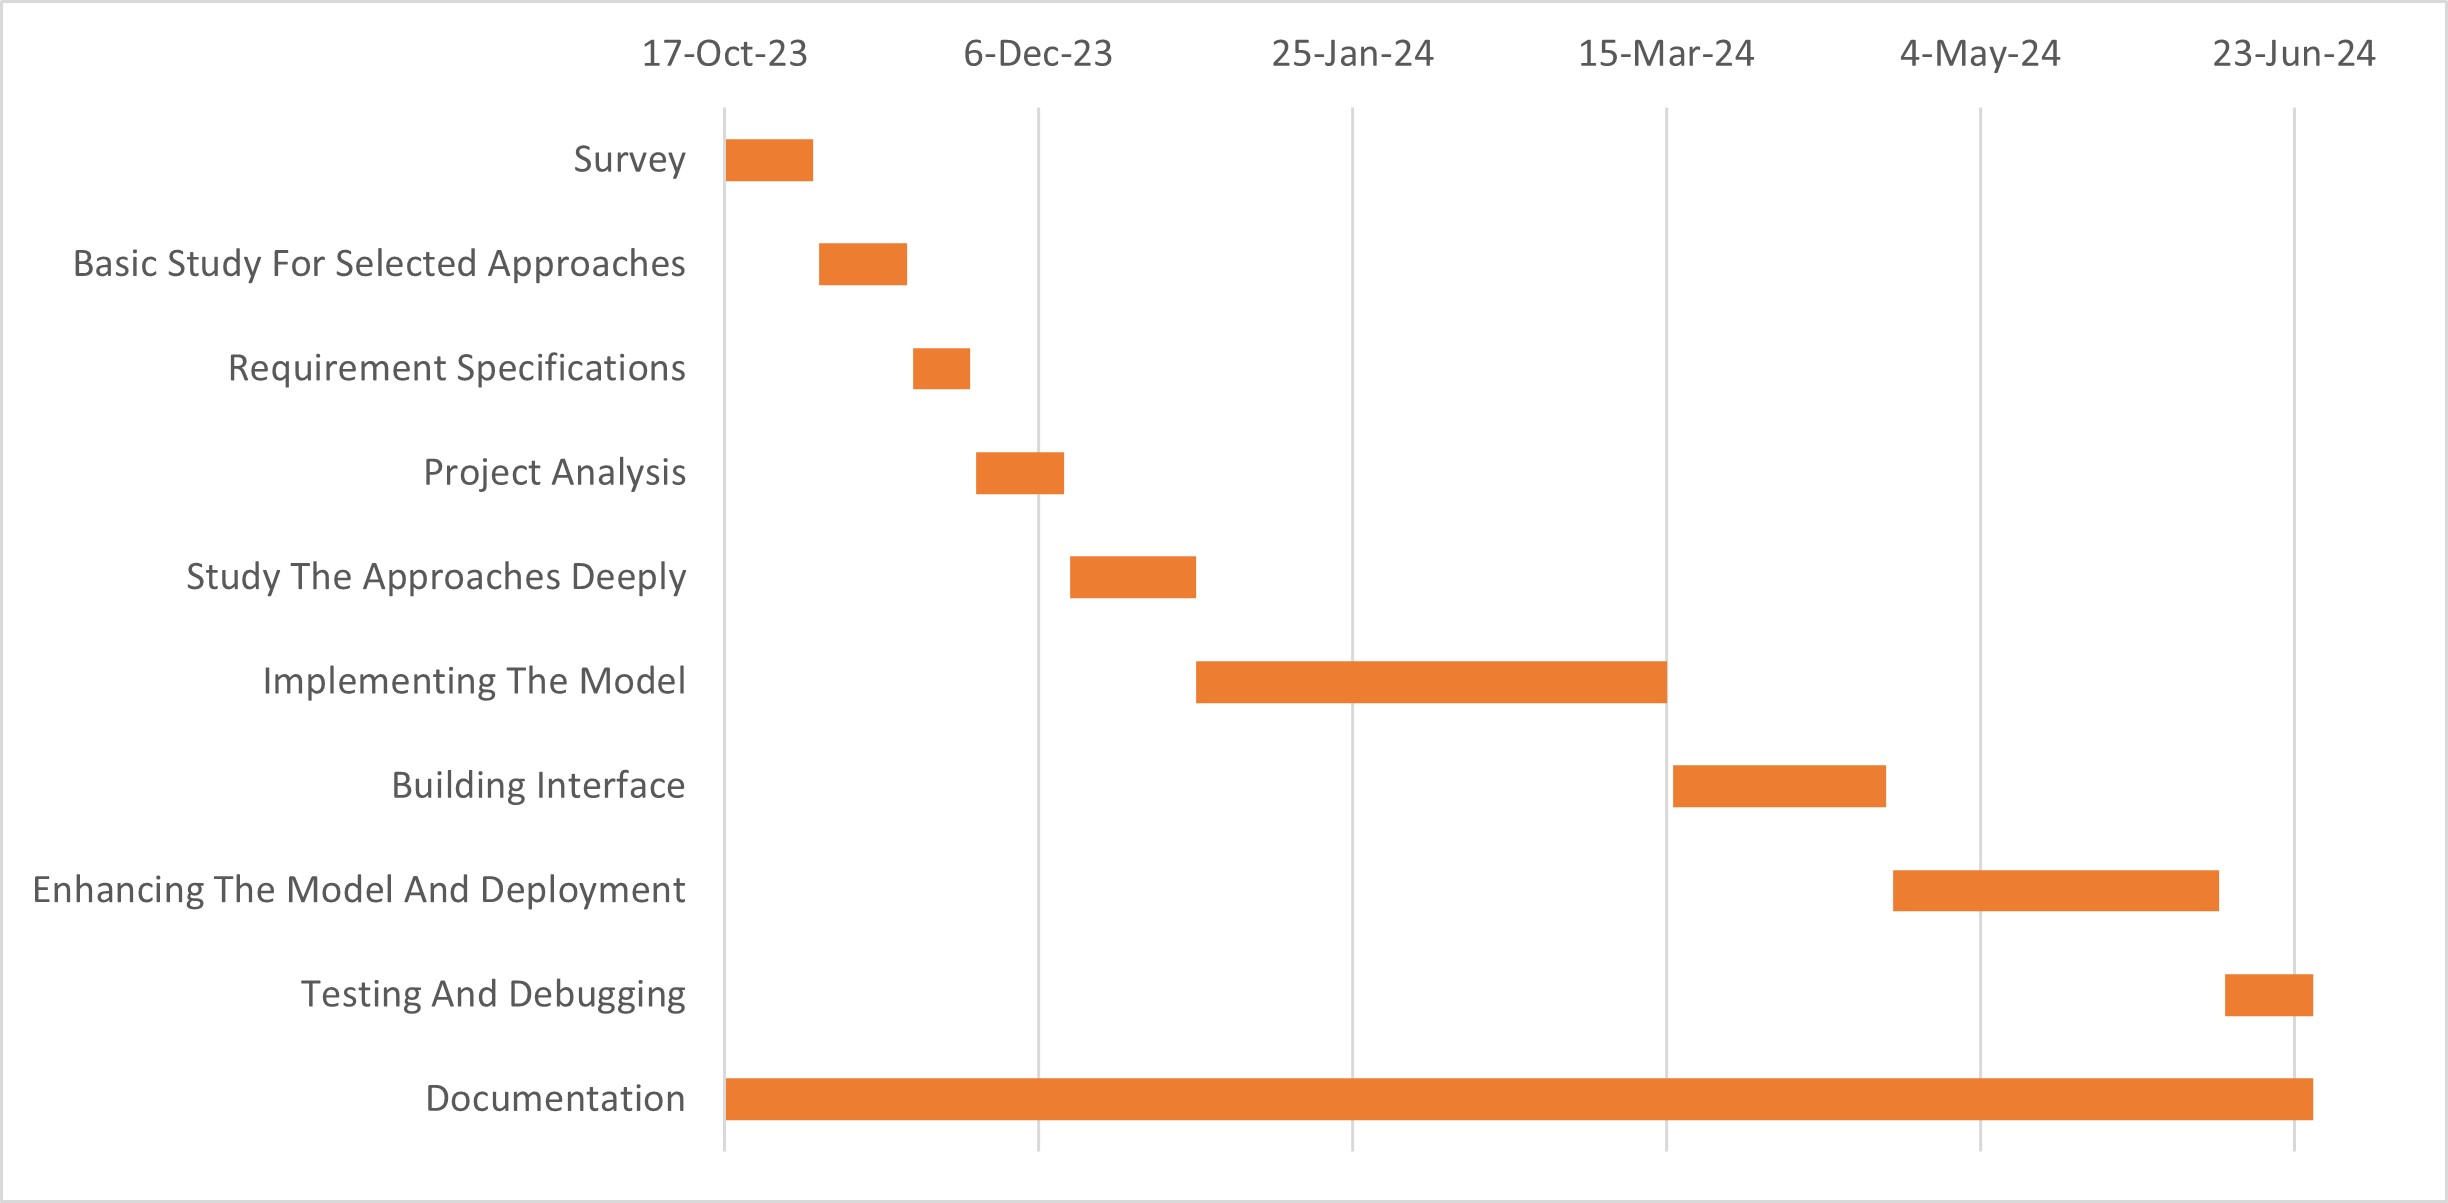 17-Oct-23 6-Dec-23 25-Jan-24 15-Mar-24 4-May-24 23-Jun-24
Survey
Basic Study For Selected Approaches
Requirement Specifications
Project Analysis
Study The Approaches Deeply
Implementing The Model
Building Interface
Enhancing The Model And Deployment
Testing And Debugging
Documentation